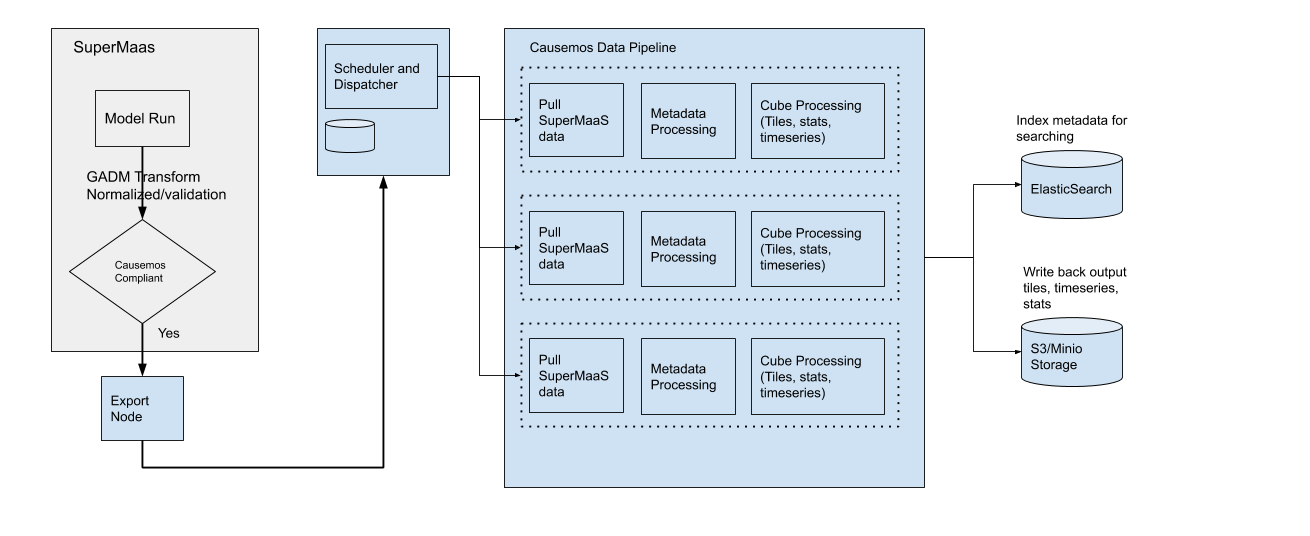 SuperMaas
Model Run
GADM Transform
Normalized/validation
Causemos
Compliant
Yes
Export
Node
Scheduler and
Dispatcher
Causemos Data Pipeline
Pull
SuperMaaS
data
Metadata
Processing
Cube Processing
(Tiles, stats,
timeseries)
Pull
SuperMaaS
data
Metadata
Processing
Cube Processing
(Tiles, stats,
timeseries)
Pull
SuperMaaS
data
Metadata
Processing
Cube Processing
(Tiles, stats,
timeseries)
Index metadata for
searching
ElasticSearch
Write back output
tiles, timeseries,
stats
S3/Minio
Storage